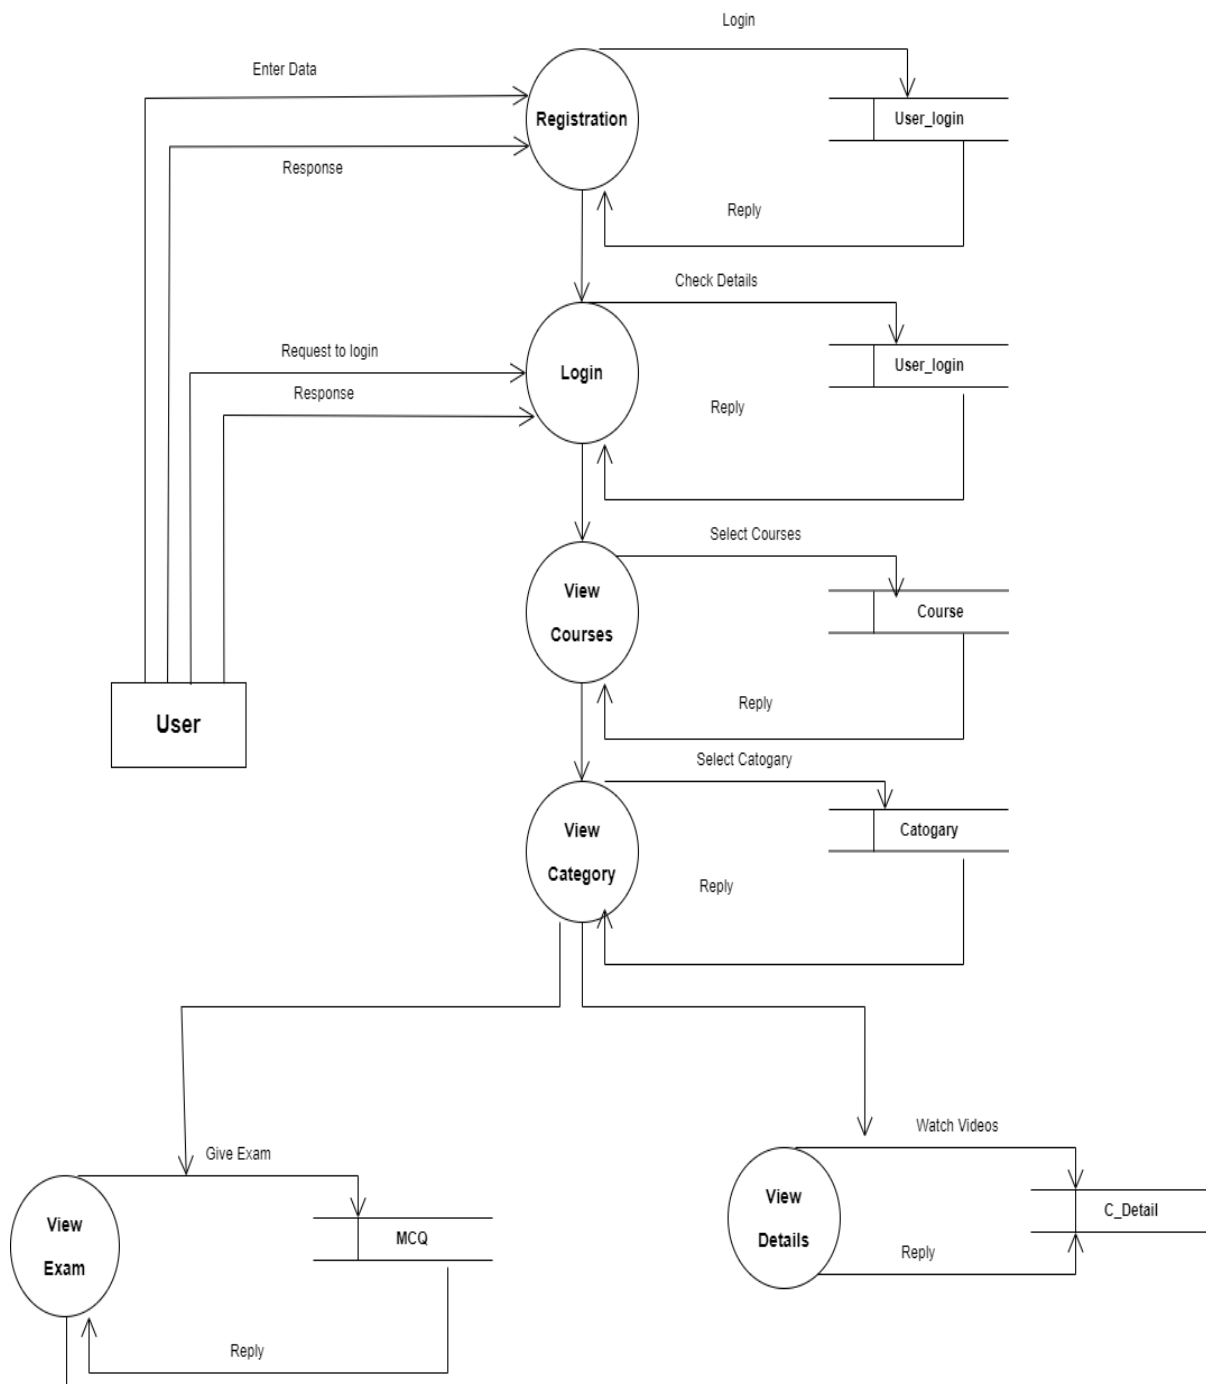 Login
Enter Data
Registration
User_login
Response
Reply
Check Details
Request to login
Login
User_login
Response
Reply
Select Courses
View
Courses
Course
Reply
User
Select Catogary
View
Category
Catogary
Reply
Give Exam
View
Exam
MCQ
Reply
Watch Videos
View
Details
C_Detail
Reply